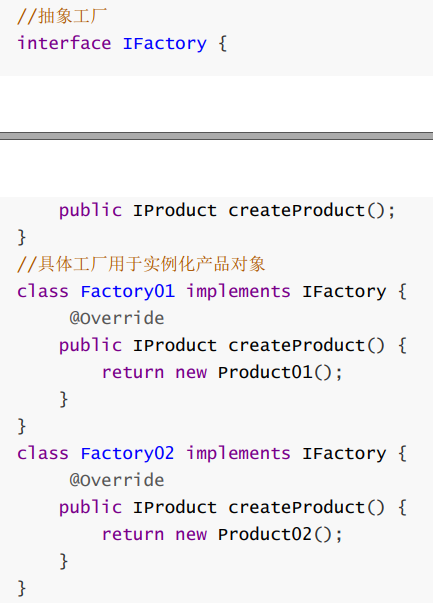 //抽象工厂
interface IFactory {
    public IProduct createProduct();
}
//具体工厂用于实例化产品对象
class Factory01 implements IFactory {
     @Override
    public IProduct createProduct() {
        return new Product01();
    }
}
class Factory02 implements IFactory {
     @Override
    public IProduct createProduct() {
        return new Product02();
    }
}